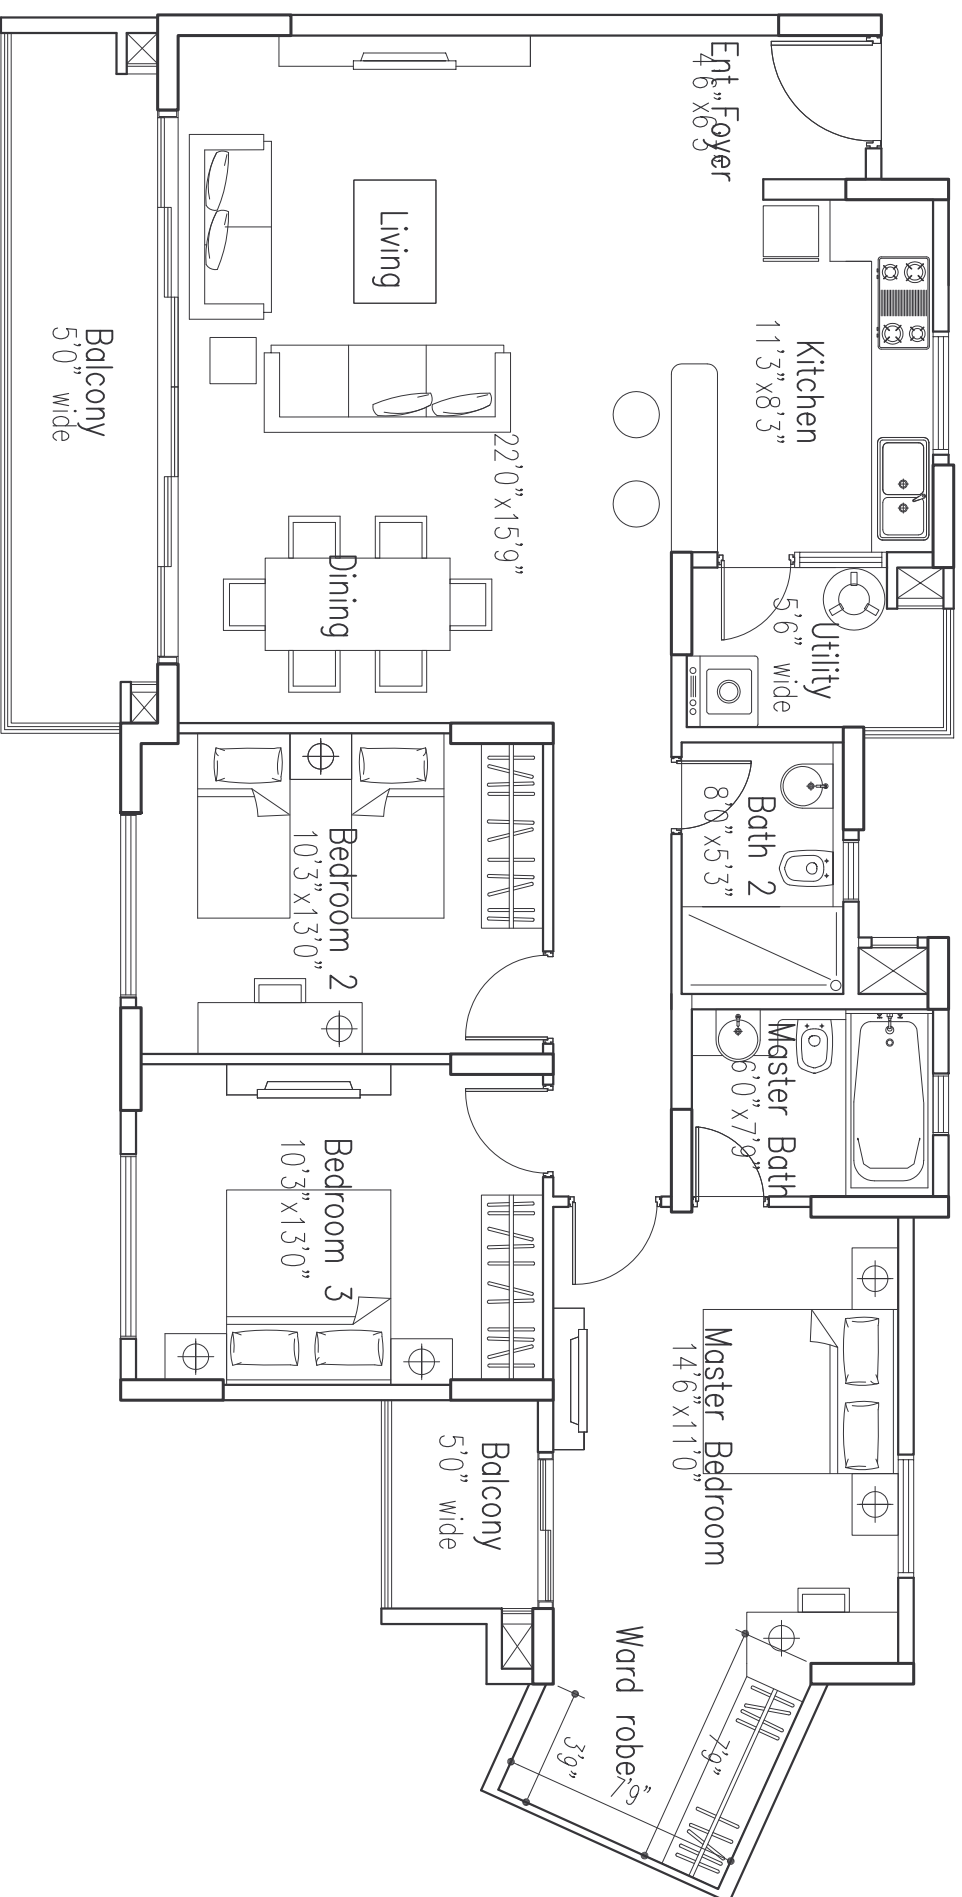 Ent Foyer
4'6"x6'5"
Living
Kitchen
11'3"x8'3"
Balcony
5'0" wide
22'0"x15'9"
Dining
Utility
5'6" wide
Bath 2
8'0"x5'3"
Bedroom 2
10'3"x13'0"
Master Bath
6'0"x7'9"
Bedroom 3
10'3"x13'0"
Master Bedroom
14'6"x11'0"
Balcony
5'0" wide
Ward robe
7'9"
3'9"
7'9"